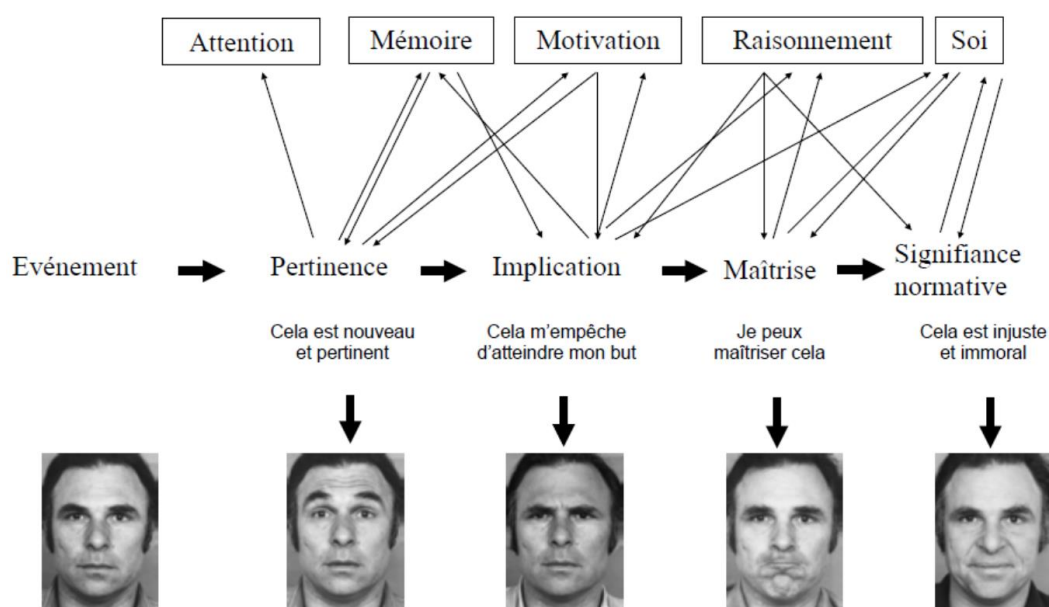 Attention
Mémoire
Motivation
Raisonnement
Soi
Evénement
Pertinence
Implication
Maîtrise
Signifiance
normative
Cela est nouveau
et pertinent
Cela m'empêche
d'atteindre mon but
Je peux
maîtriser cela
Cela est injuste
et immoral